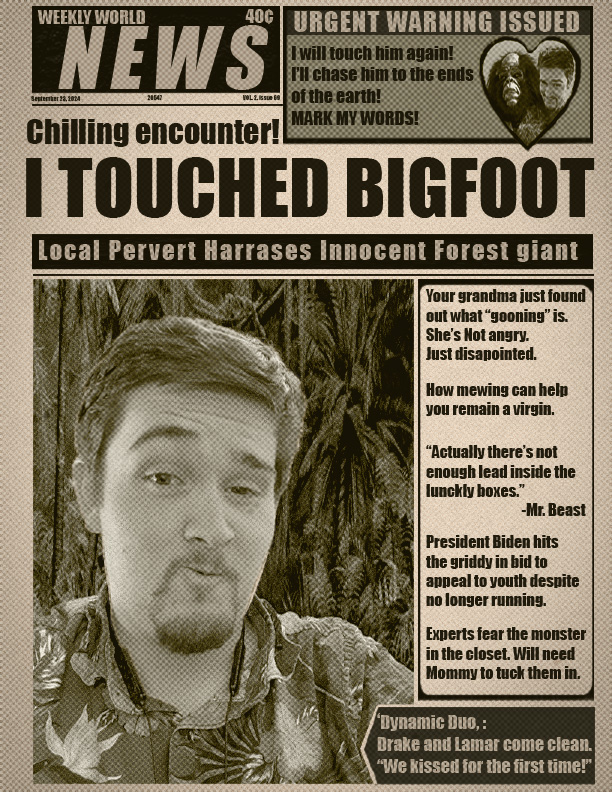 WEEKLY WORLD 40¢
NEWS
September 23, 2024 20547 VOL. 2. Issue 69
URGENT WARNING ISSUED
I will touch him again!
I'll chase him to the ends
of the earth!
MARK MY WORDS!
Chilling encounter!
I TOUCHED BIGFOOT
Local Pervert Harrases Innocent Forest giant
Your grandma just found
out what “gooning” is.
She's Not angry.
Just disapointed.
How mewing can help
you remain a virgin.
“Actually there's not
enough lead inside the
lunckly boxes.”
-Mr. Beast
President Biden hits
the griddy in bid to
appeal to youth despite
no longer running.
Experts fear the monster
in the closet. Will need
Mommy to tuck them in.
‘Dynamic Duo, :
Drake and Lamar come clean.
“We kissed for the first time!”